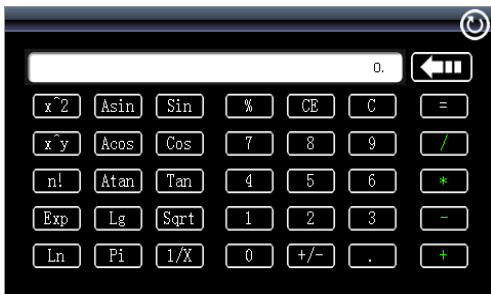 0.
x^2 Asin Sin % CE C =
x^y Acos Cos 7 8 9 /
n! Atan Tan 4 5 6 *
Exp Lg Sqrt 1 2 3 -
Ln Pi 1/X 0 +/- . +